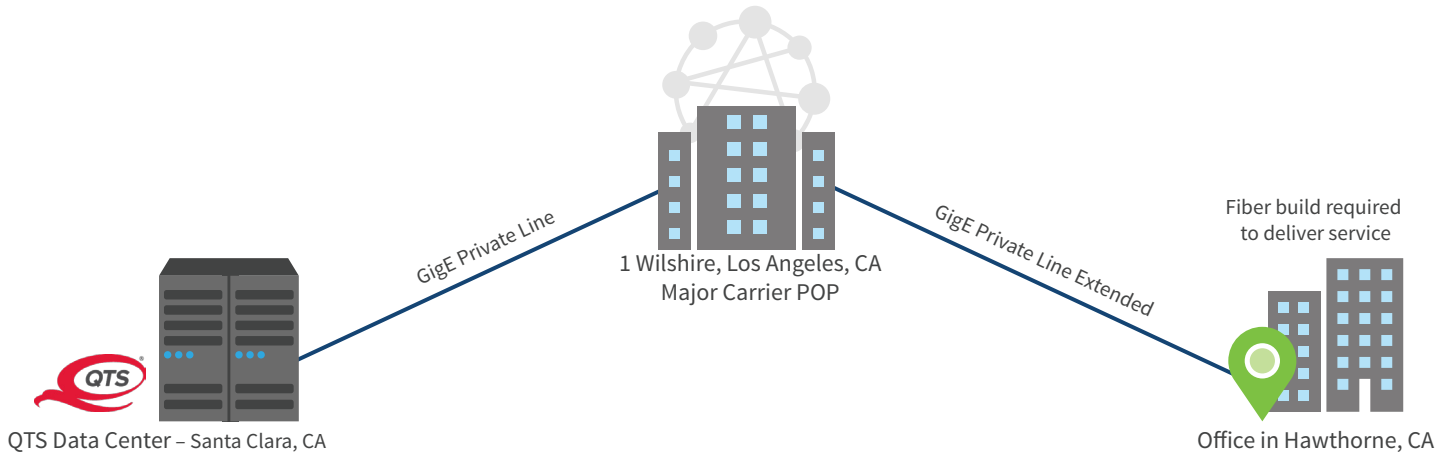 GigE Private Line
1 Wilshire, Los Angeles, CA
Major Carrier POP
GigE Private Line Extended
Fiber build required
to deliver service
QTS
®
QTS Data Center – Santa Clara, CA
Office in Hawthorne, CA